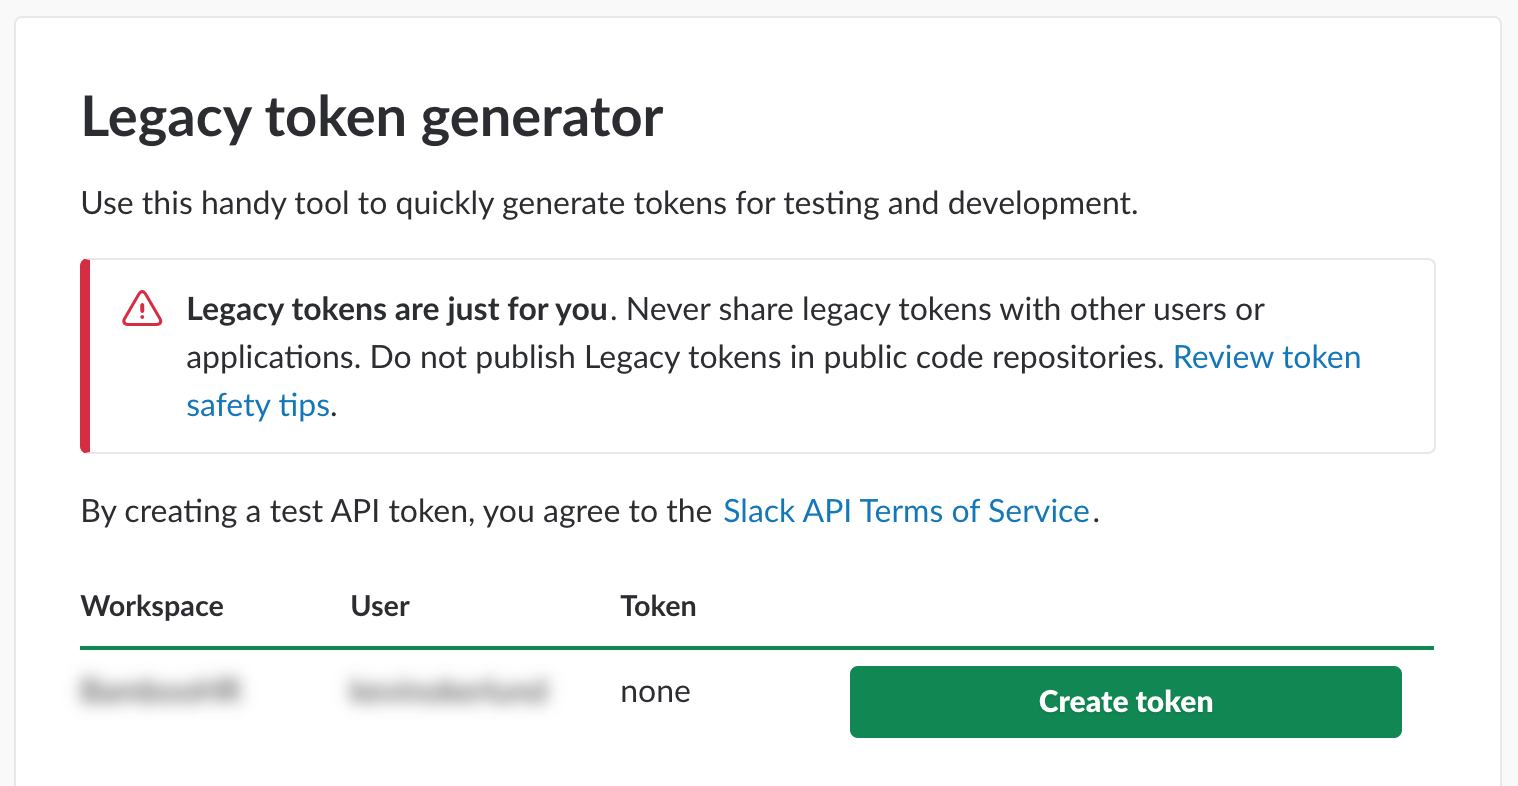 Legacy token generator
Use this handy tool to quickly generate tokens for testing and development.
Legacy tokens are just for you. Never share legacy tokens with other users or
applications. Do not publish Legacy tokens in public code repositories. Review token
safety tips.
By creating a test API token, you agree to the Slack API Terms of Service.
Workspace User Token
none Create token